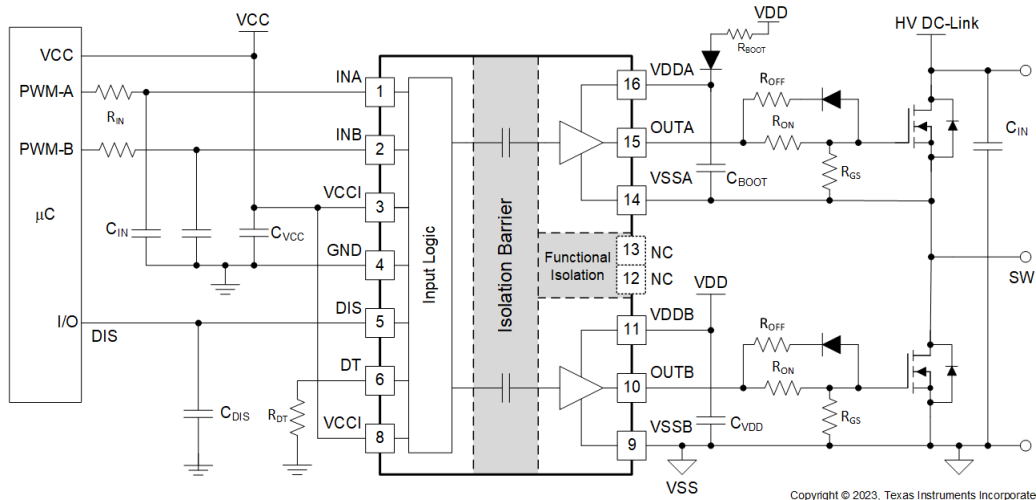 VCC
VDD
HV DC-Link
R_BOOT
VCC
INA
VDDA
16
PWM-A
1
R_OFF
R_IN
R_ON
C_IN
INB
OUTA
15
PWM-B
2
C_BOOT
R_GS
VCCI
VSSA
14
3
μC
C_IN
C_VCC
GND
4
Input Logic
Isolation Barrier
Functional
Isolation
13
NC
12
NC
SW
VDD
I/O
DIS
DIS
5
VDDB
11
R_OFF
DT
6
OUTB
10
R_ON
C_DIS
R_DT
VCCI
8
VSSB
9
C_VDD
R_GS
VSS
Copyright © 2023, Texas Instruments Incorporate